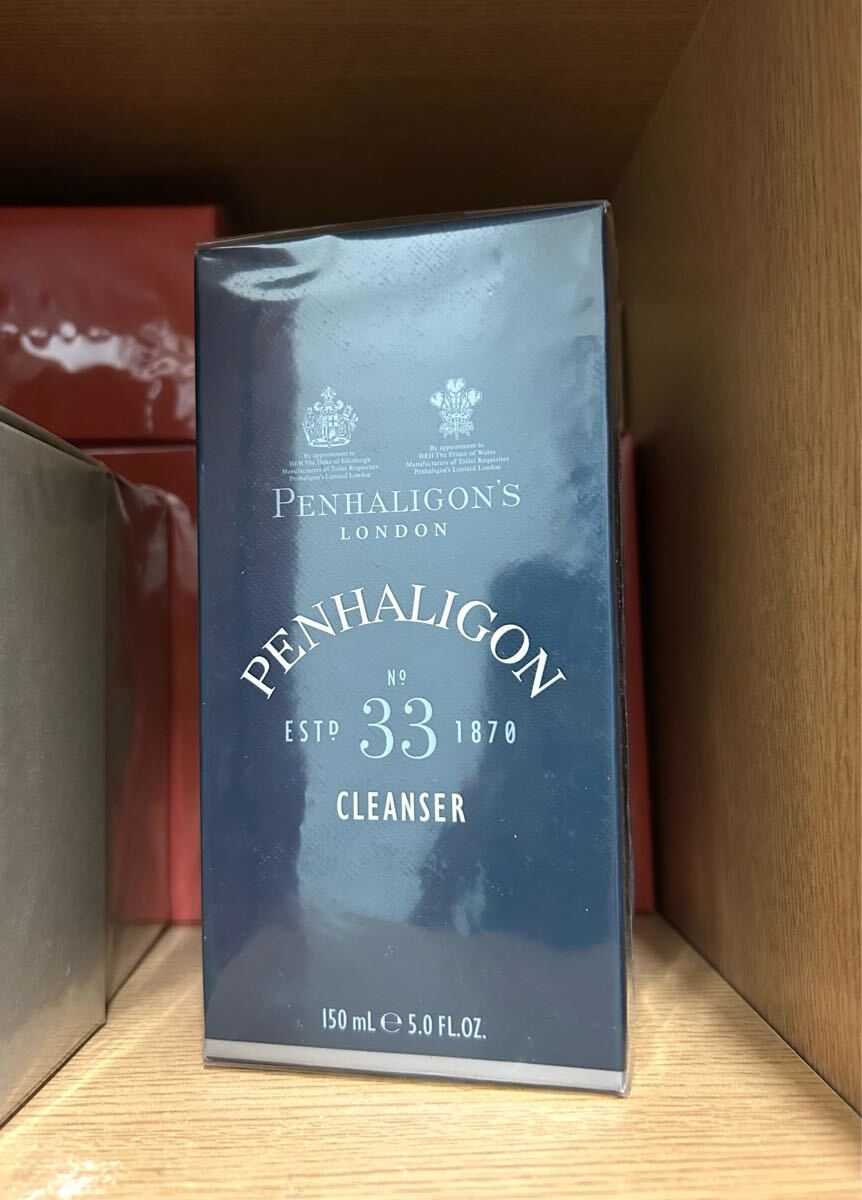 By appointment to
HRH The Duke of Edinburgh
Manufacturers of Toilet Requisites
Penhaligon's Limited London
By appointment to
HRH The Prince of Wales
Manufacturers of Toilet Requisites
Penhaligon's Limited London
PENHALIGON'S
LONDON
PENHALIGON
Nº
ESTD 33 1870
CLEANSER
150 mL ℮ 5.0 FL.OZ.